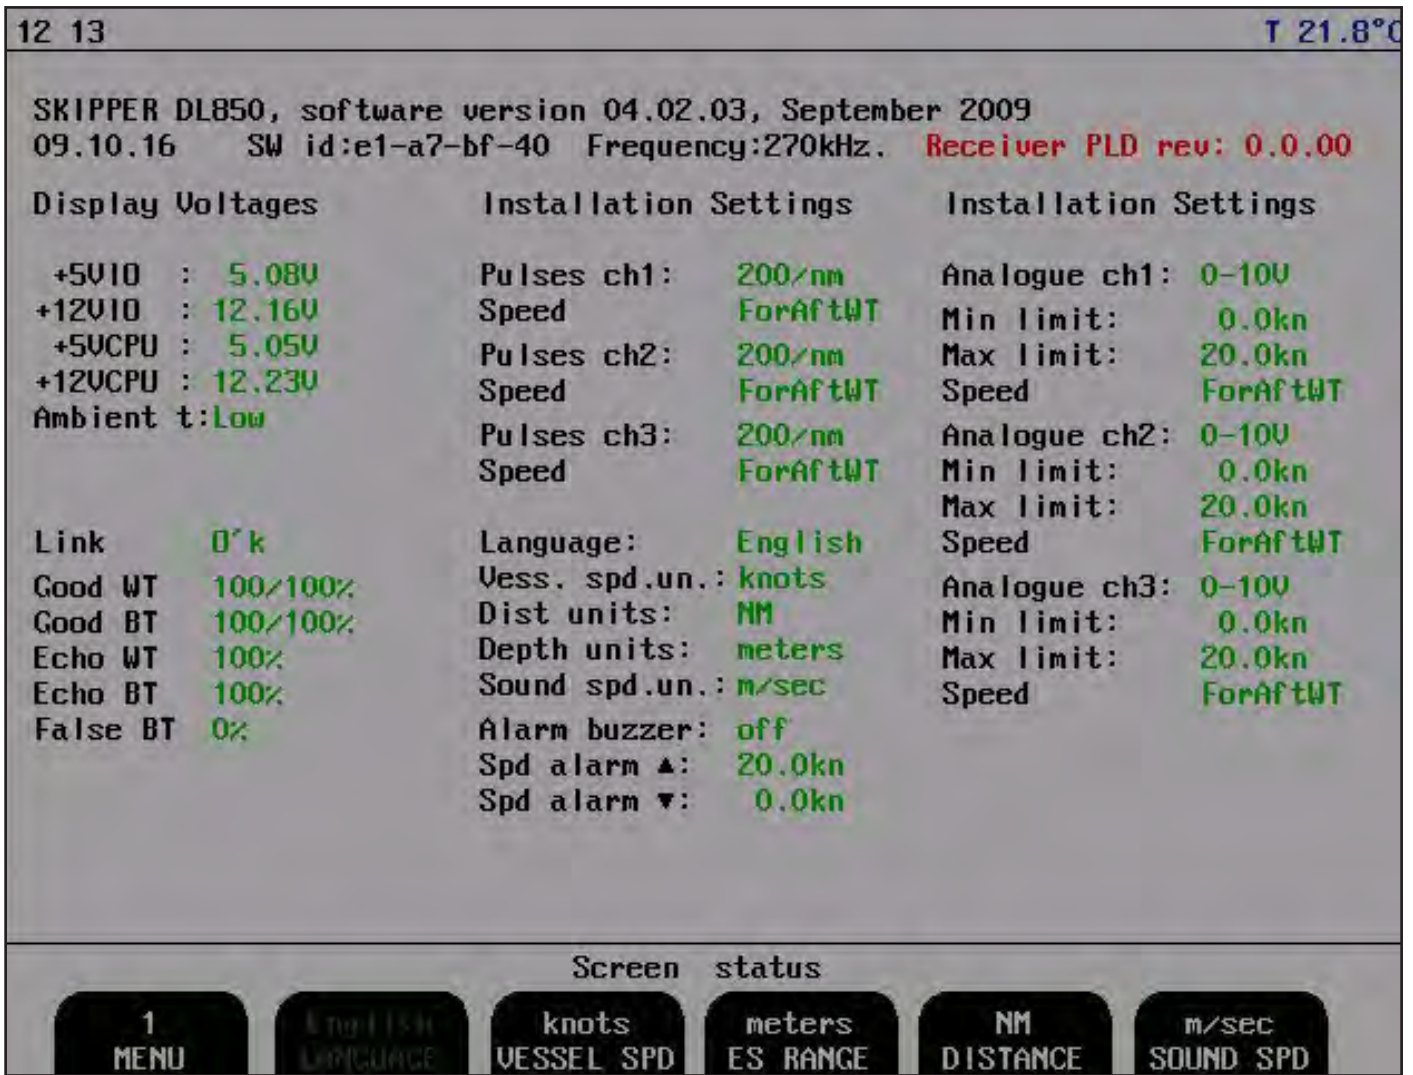 12 13 T 21.8°C
SKIPPER DL850, software version 04.02.03, September 2009
09.10.16 SW id:e1-a7-bf-40 Frequency:270kHz. Receiver PLD rev: 0.0.00
Display Voltages
+5VIO : 5.08V
+12VIO : 12.16V
+5VCPU : 5.05V
+12VCPU : 12.23V
Ambient t:Low
Link O´k
Good WT 100/100%
Good BT 100/100%
Echo WT 100%
Echo BT 100%
False BT 0%
Installation Settings
Pulses ch1: 200/nm
Speed ForAftWT
Pulses ch2: 200/nm
Speed ForAftWT
Pulses ch3: 200/nm
Speed ForAftWT
Language: English
Vess. spd.un.: knots
Dist units: NM
Depth units: meters
Sound spd.un.: m/sec
Alarm buzzer: off
Spd alarm ▲: 20.0kn
Spd alarm ▼: 0.0kn
Installation Settings
Analogue ch1: 0-10V
Min limit: 0.0kn
Max limit: 20.0kn
Speed ForAftWT
Analogue ch2: 0-10V
Min limit: 0.0kn
Max limit: 20.0kn
Speed ForAftWT
Analogue ch3: 0-10V
Min limit: 0.0kn
Max limit: 20.0kn
Speed ForAftWT
Screen status
1 English knots meters NM m/sec
MENU LANGUAGE VESSEL SPD ES RANGE DISTANCE SOUND SPD